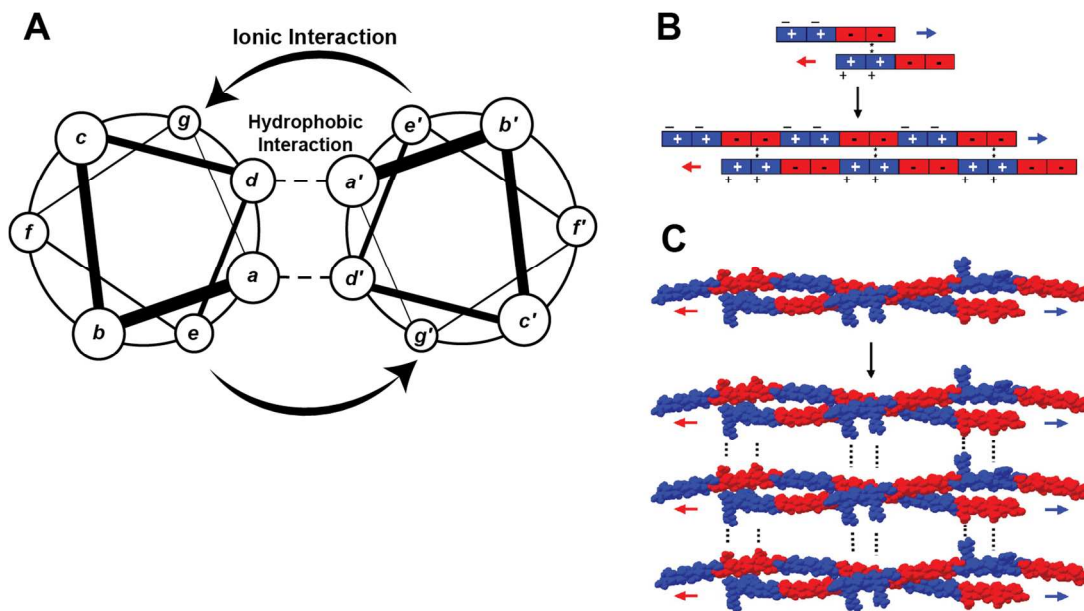 A
Ionic Interaction
Hydrophobic
Interaction
g
c
d
f
a
b
e
e'
b'
a'
f'
d'
c'
g'
B
− −
+ + - -
+ + - -
+ +
− − − − − −
+ + - - + + - - + + - -
+ + - - + + - - + + - -
+ + + + + +
C